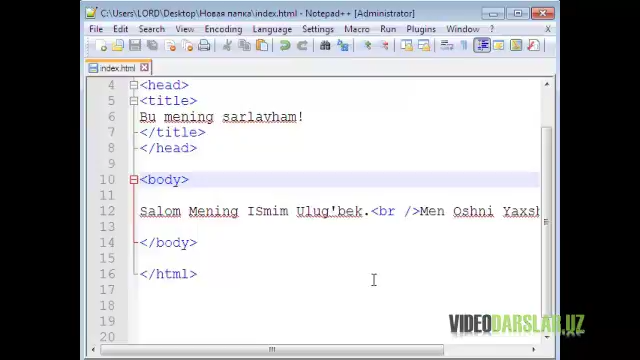 C:\Users\LORD\Desktop\Новая папка\index.html - Notepad++ [Administrator]
File Edit Search View Encoding Language Settings Macro Run Plugins Window ?
index.html
4 <head>
5 <title>
6 Bu mening sarlavham!
7 </title>
8 </head>
9
10 <body>
11
12 Salom Mening ISmim Ulug'bek.<br />Men Oshni Yaxsh
13
14 </body>
15
16 </html>
17
18
19
20
VIDEODARSLAR.UZ